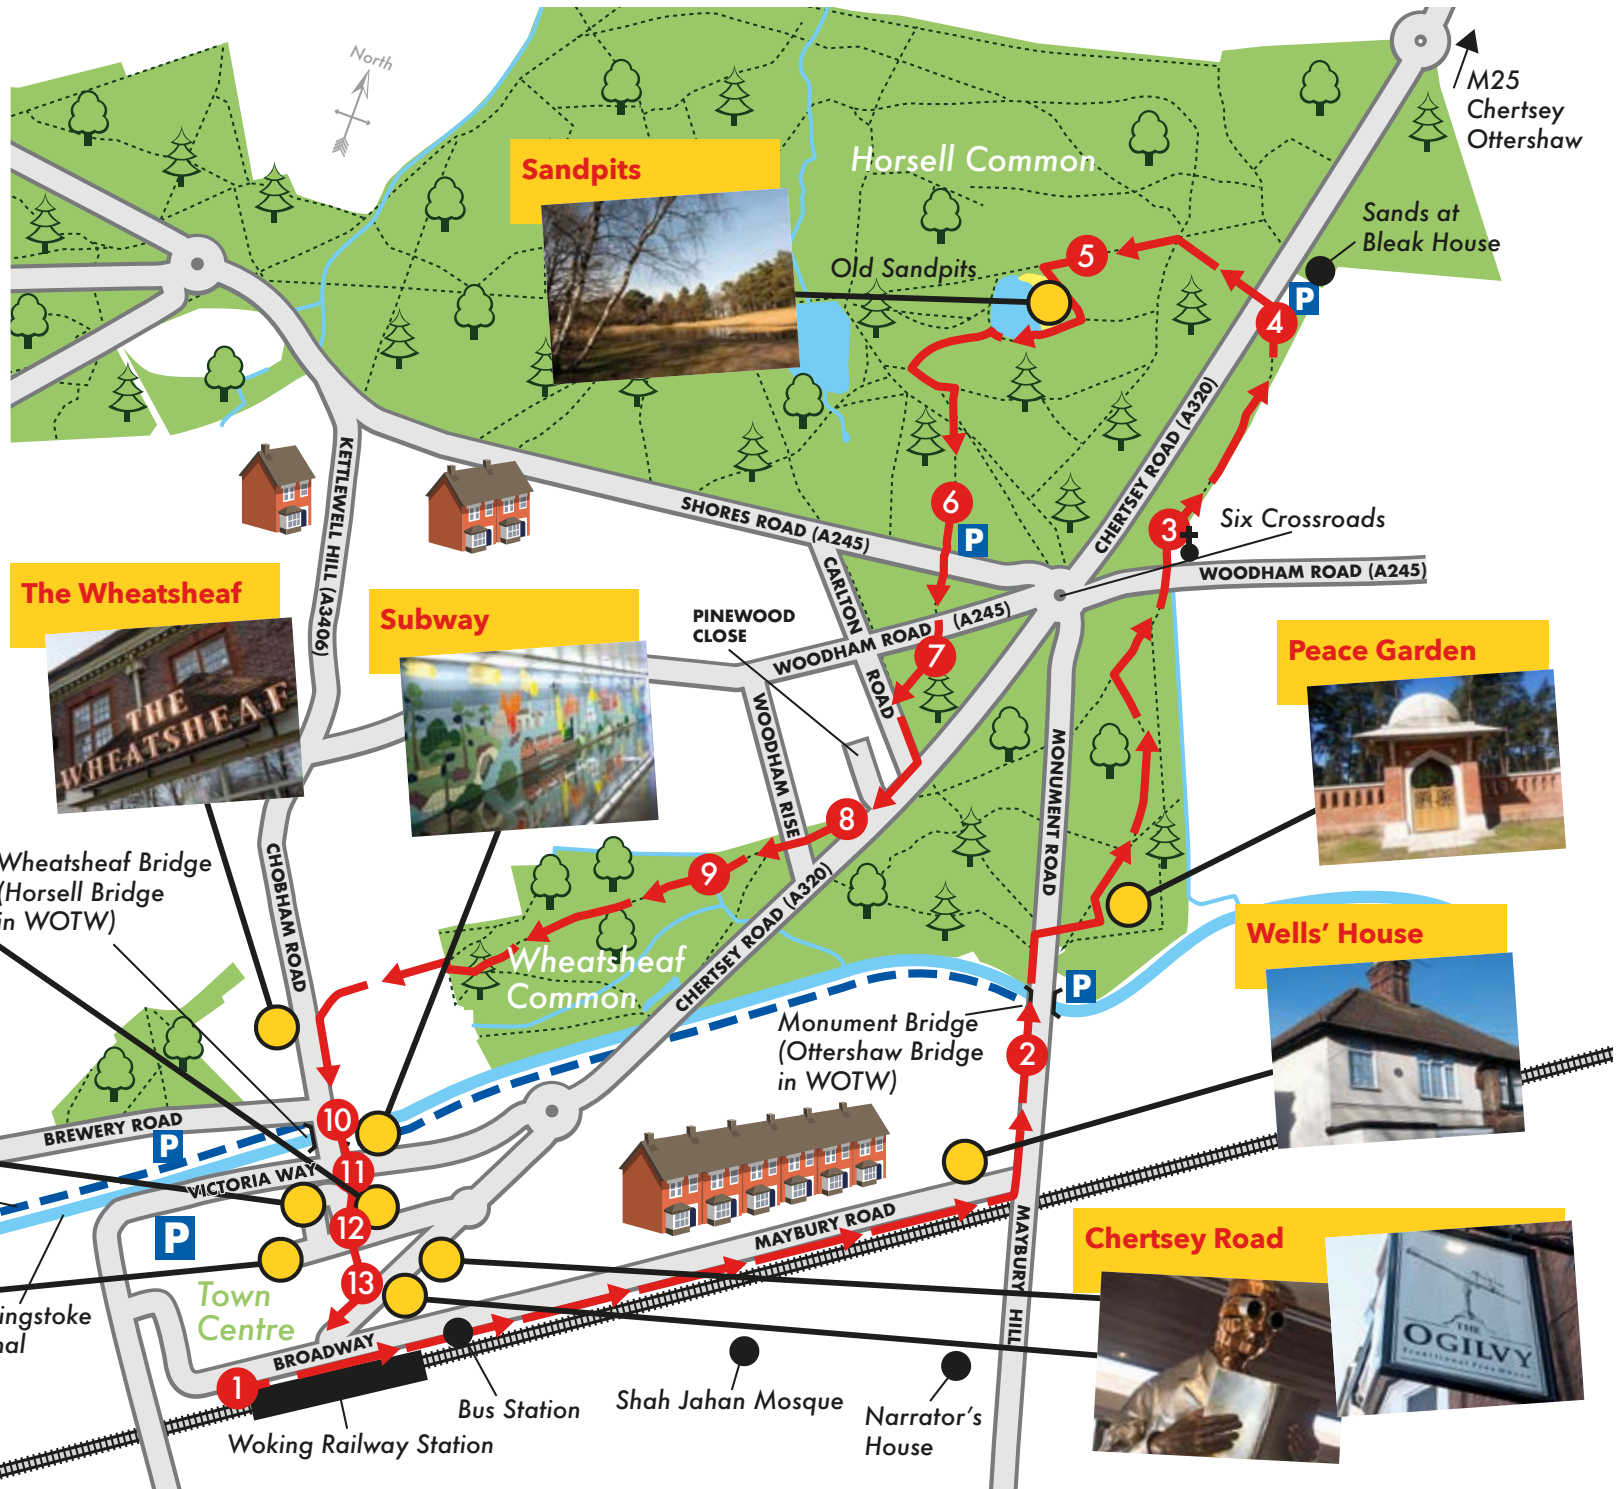 North
M25
Chertsey
Ottershaw
Sandpits
Horsell Common
Sands at
Bleak House
Old Sandpits
5
P
4
CHERTSEY ROAD (A320)
KETTLEWELL HILL (A3406)
6
P
SHORES ROAD (A245)
3
Six Crossroads
WOODHAM ROAD (A245)
The Wheatsheaf
THE
WHEATSHEAF
Subway
CARLTON
ROAD
PINEWOOD
CLOSE
WOODHAM ROAD (A245)
7
Peace Garden
WOODHAM RISE
MONUMENT ROAD
8
9
Wheatsheaf Bridge
(Horsell Bridge
in WOTW)
CHOBHAM ROAD
CHERTSEY ROAD (A320)
Wheatsheaf
Common
Wells' House
P
Monument Bridge
(Ottershaw Bridge
in WOTW)
2
BREWERY ROAD
P
10
11
VICTORIA WAY
12
P
MAYBURY ROAD
MAYBURY HILL
Chertsey Road
THE
OGILVY
13
Town
Centre
ingstoke
nal
BROADWAY
1
Bus Station
Woking Railway Station
Shah Jahan Mosque
Narrator's
House